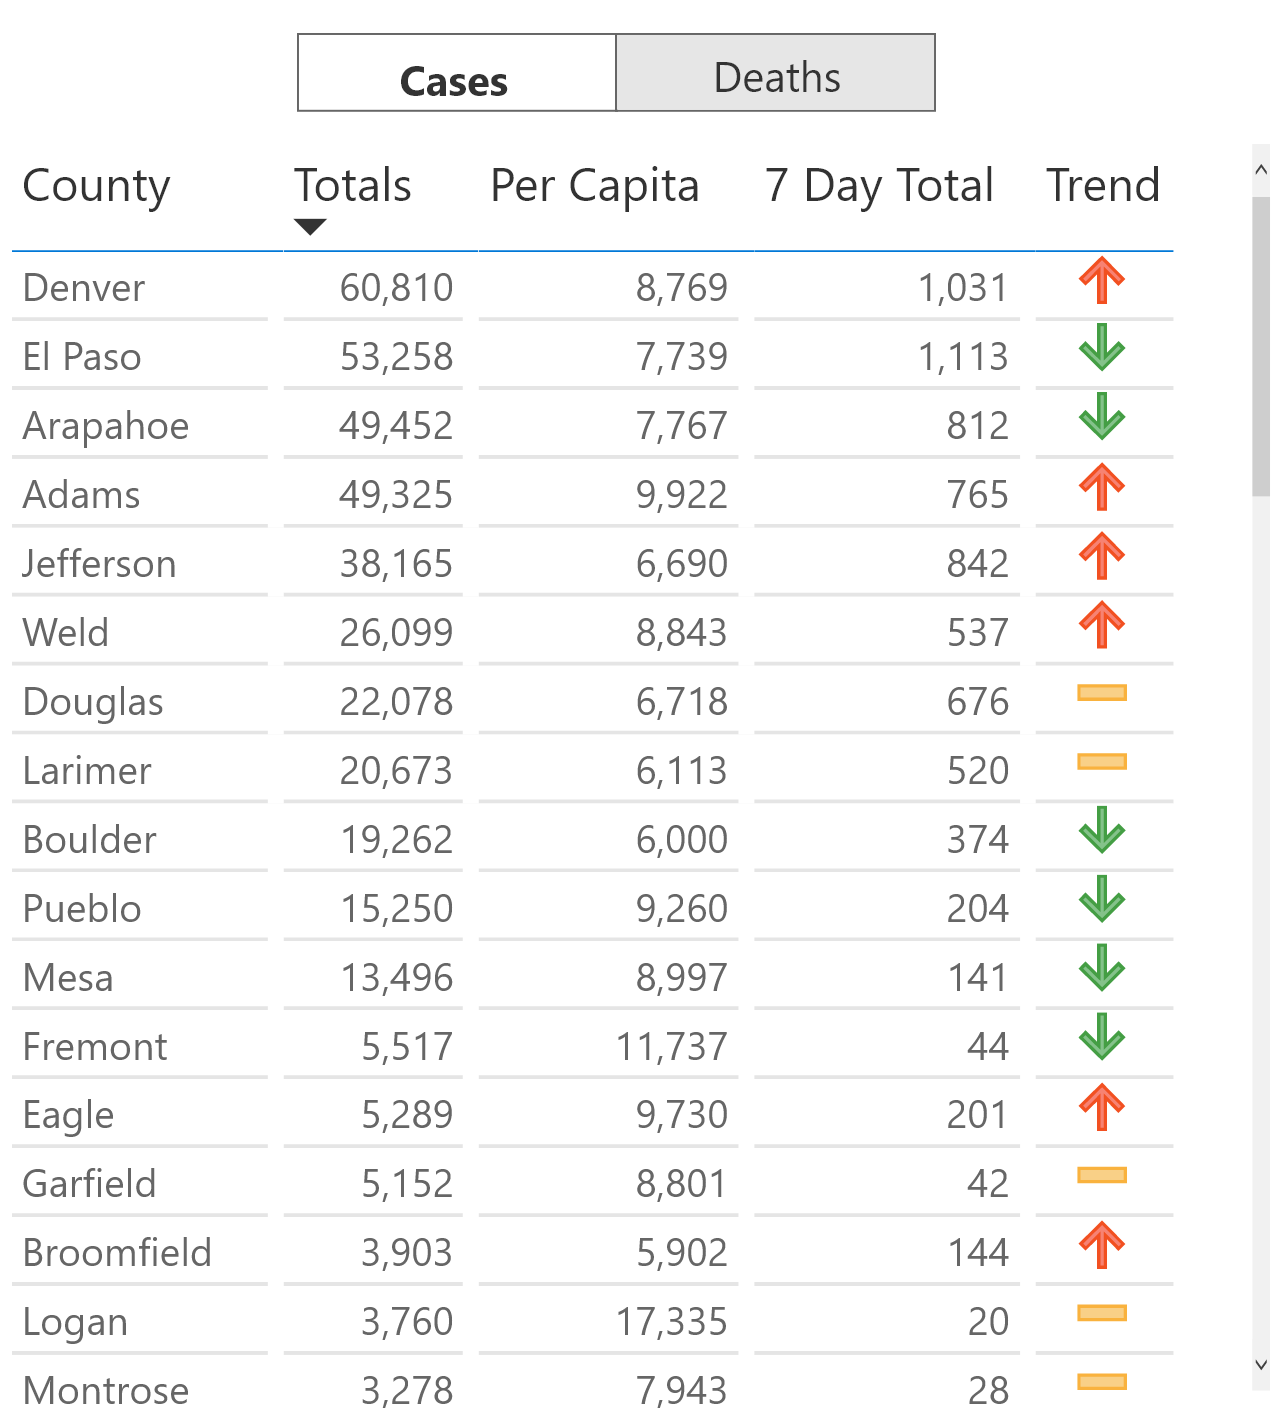 Cases Deaths
County Totals Per Capita 7 Day Total Trend
Denver 60,810 8,769 1,031
El Paso 53,258 7,739 1,113
Arapahoe 49,452 7,767 812
Adams 49,325 9,922 765
Jefferson 38,165 6,690 842
Weld 26,099 8,843 537
Douglas 22,078 6,718 676
Larimer 20,673 6,113 520
Boulder 19,262 6,000 374
Pueblo 15,250 9,260 204
Mesa 13,496 8,997 141
Fremont 5,517 11,737 44
Eagle 5,289 9,730 201
Garfield 5,152 8,801 42
Broomfield 3,903 5,902 144
Logan 3,760 17,335 20
Montrose 3,278 7,943 28